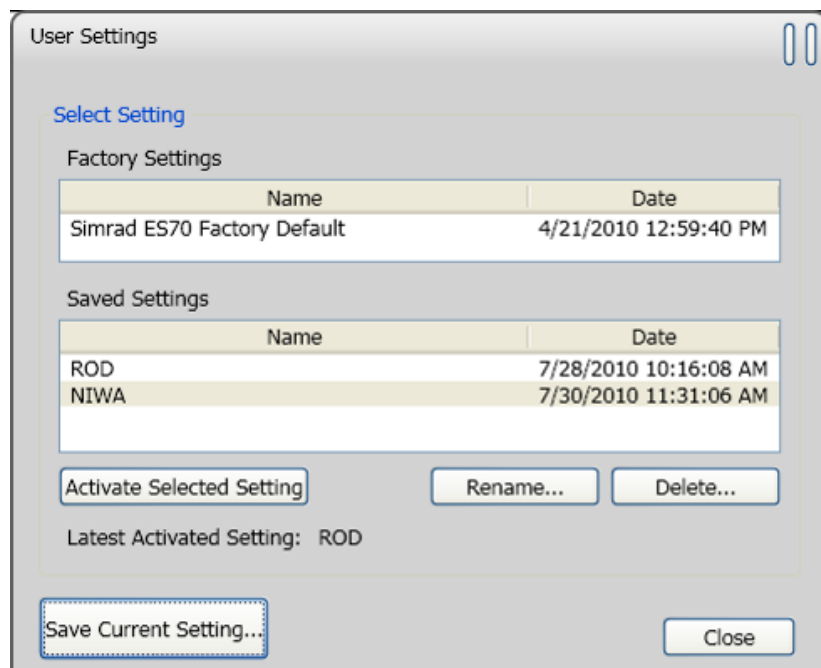 User Settings
Select Setting
Factory Settings
Name Date
Simrad ES70 Factory Default 4/21/2010 12:59:40 PM
Saved Settings
Name Date
ROD 7/28/2010 10:16:08 AM
NIWA 7/30/2010 11:31:06 AM
Activate Selected Setting Rename... Delete...
Latest Activated Setting: ROD
Save Current Setting... Close